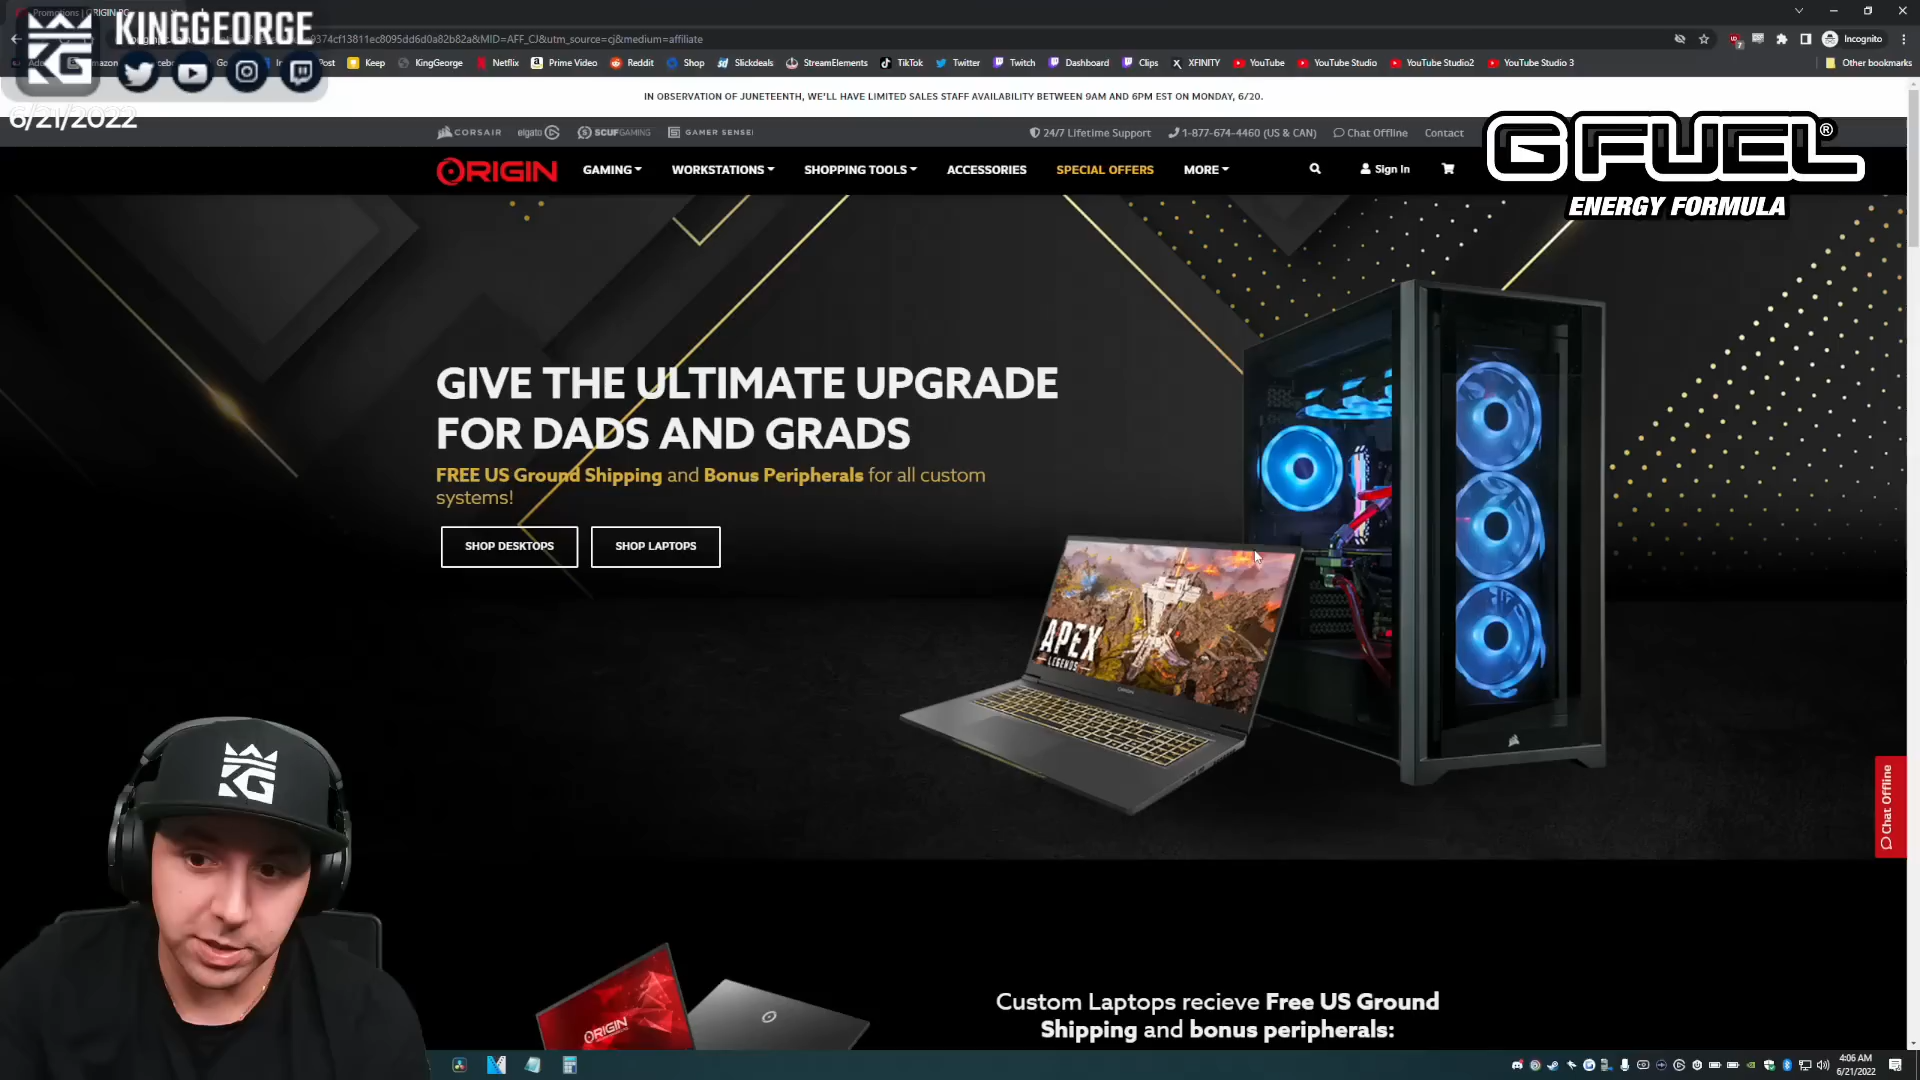 Promotions | ORIGIN PC
KINGGEORGE
9374cf13811ec8095dd6d0a82b82a&MID=AFF_CJ&utm_source=cj&medium=affiliate
Incognito
Post
Keep
KingGeorge
Netflix
Prime Video
Reddit
Shop
Slickdeals
StreamElements
TikTok
Twitter
Twitch
Dashboard
Clips
XFINITY
YouTube
YouTube Studio
YouTube Studio2
YouTube Studio 3
Other bookmarks
KG
6/21/2022
IN OBSERVATION OF JUNETEENTH, WE'LL HAVE LIMITED SALES STAFF AVAILABILITY BETWEEN 9AM AND 6PM EST ON MONDAY, 6/20.
CORSAIR elgato SCUFGAMING GAMER SENSEI
24/7 Lifetime Support 1-877-674-4460 (US & CAN) Chat Offline Contact
GFUEL®
ENERGY FORMULA
ORIGIN GAMING WORKSTATIONS SHOPPING TOOLS ACCESSORIES SPECIAL OFFERS MORE Sign In
GIVE THE ULTIMATE UPGRADE
FOR DADS AND GRADS
FREE US Ground Shipping and Bonus Peripherals for all custom
systems!
SHOP DESKTOPS SHOP LAPTOPS
APEX
LEGENDS
ORIGIN
Chat Offline
KG
ORIGIN
Custom Laptops recieve Free US Ground
Shipping and bonus peripherals:
4:06 AM
6/21/2022